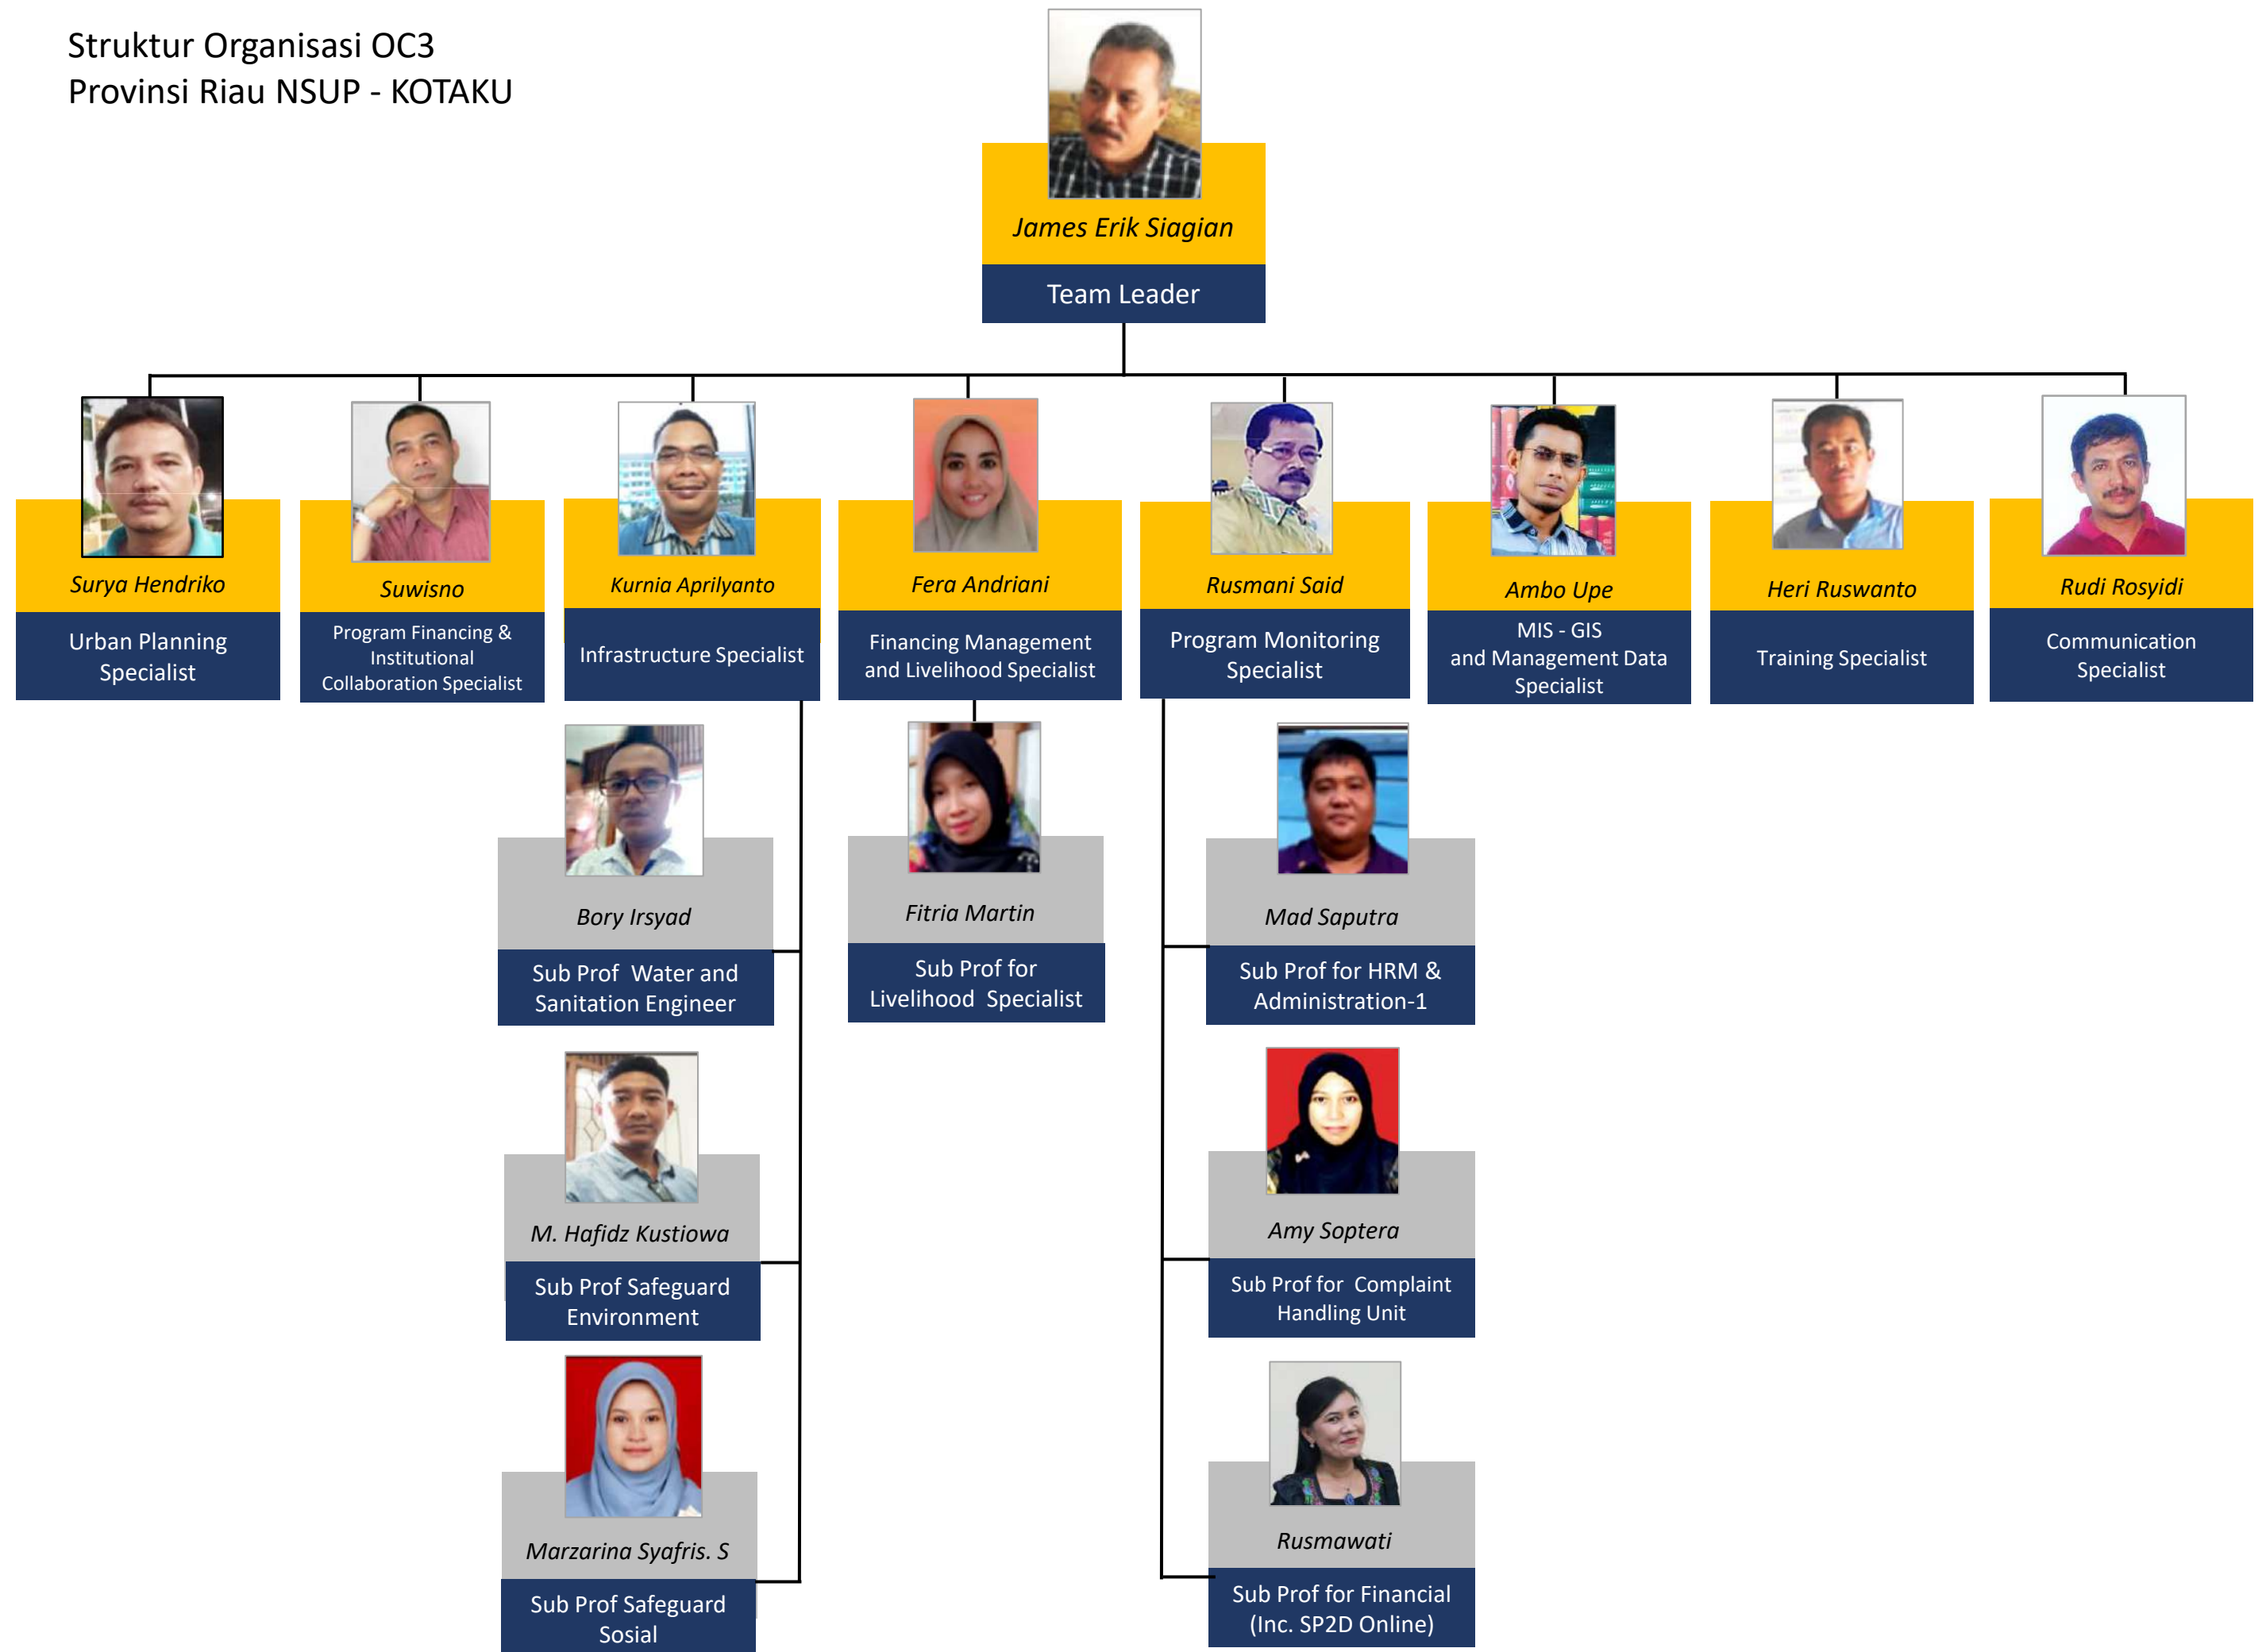 Struktur Organisasi OC3
Provinsi Riau NSUP - KOTAKU
James Erik Siagian
Team Leader
Surya Hendriko
Urban Planning
Specialist
Suwisno
Program Financing &
Institutional
Collaboration Specialist
Kurnia Aprilyanto
Infrastructure Specialist
Fera Andriani
Financing Management
and Livelihood Specialist
Rusmani Said
Program Monitoring
Specialist
Ambo Upe
MIS - GIS
and Management Data
Specialist
Heri Ruswanto
Training Specialist
Rudi Rosyidi
Communication
Specialist
Bory Irsyad
Sub Prof Water and
Sanitation Engineer
Fitria Martin
Sub Prof for
Livelihood Specialist
Mad Saputra
Sub Prof for HRM &
Administration-1
M. Hafidz Kustiowa
Sub Prof Safeguard
Environment
Amy Soptera
Sub Prof for Complaint
Handling Unit
Marzarina Syafris. S
Sub Prof Safeguard
Sosial
Rusmawati
Sub Prof for Financial
(Inc. SP2D Online)